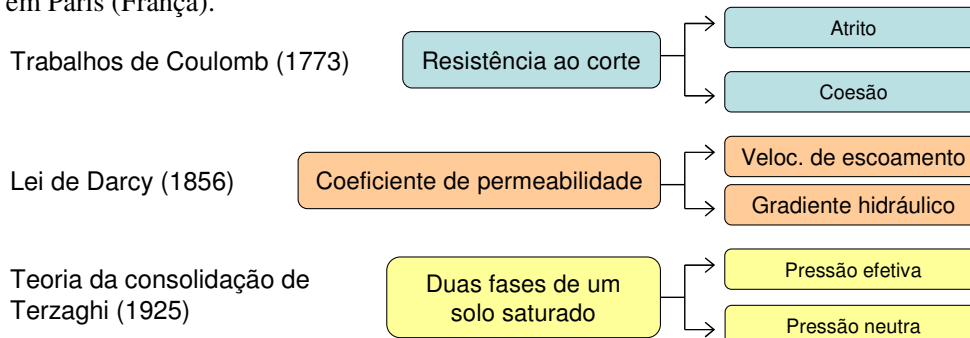 em Paris (França).
Trabalhos de Coulomb (1773)
Resistência ao corte
Atrito
Coesão
Lei de Darcy (1856)
Coeficiente de permeabilidade
Veloc. de escoamento
Gradiente hidráulico
Teoria da consolidação de
Terzaghi (1925)
Duas fases de um
solo saturado
Pressão efetiva
Pressão neutra